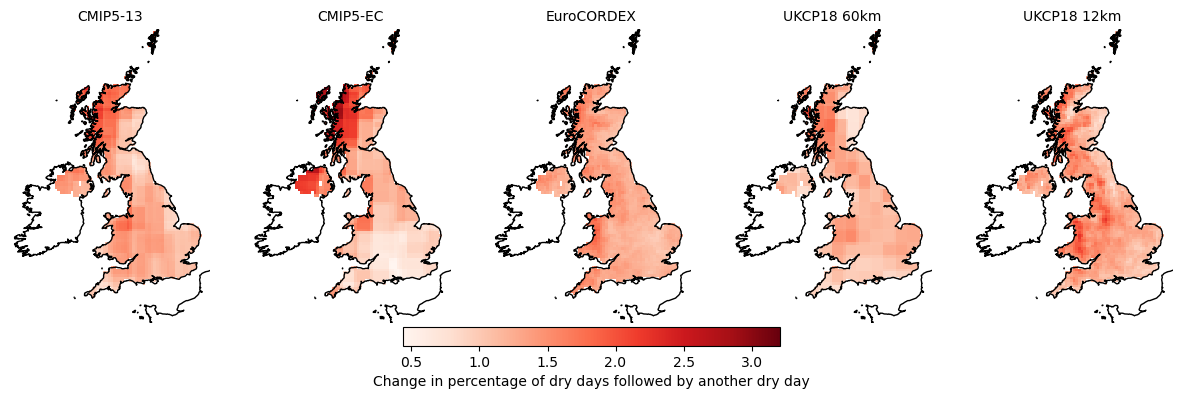 CMIP5-13
CMIP5-EC
EuroCORDEX
UKCP18 60km
UKCP18 12km
0.5 1.0 1.5 2.0 2.5 3.0
Change in percentage of dry days followed by another dry day